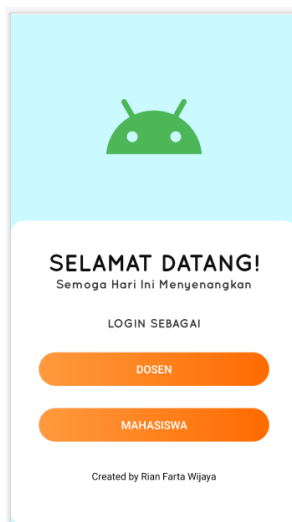 SELAMAT DATANG!
Semoga Hari Ini Menyenangkan
LOGIN SEBAGAI
DOSEN
MAHASISWA
Created by Rian Farta Wijaya